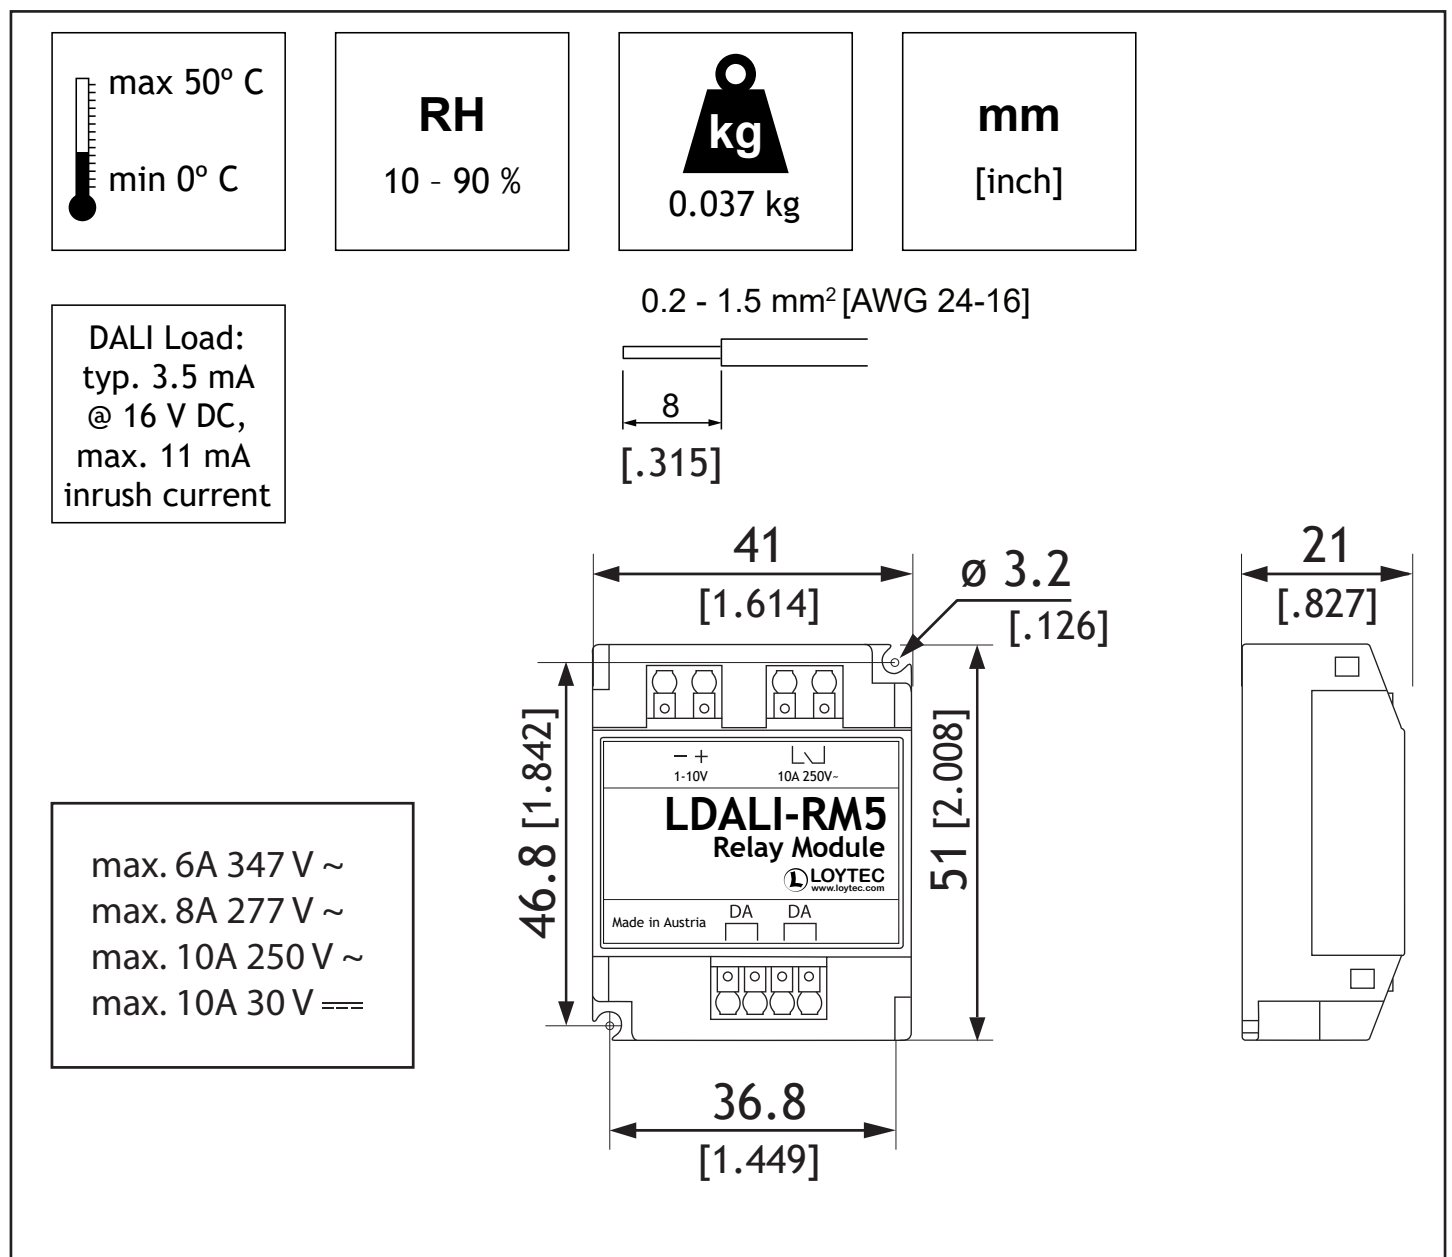 max 50º C
min 0º C
RH
10 - 90 %
kg
0.037 kg
mm
[inch]
DALI Load:
typ. 3.5 mA
@ 16 V DC,
max. 11 mA
inrush current
0.2 - 1.5 mm² [AWG 24-16]
8
[.315]
41
[1.614]
ø 3.2
[.126]
21
[.827]
46.8 [1.842]
51 [2.008]
− +
1-10V
10A 250V~
LDALI-RM5
Relay Module
L LOYTEC
www.loytec.com
Made in Austria
DA DA
max. 6A 347 V ~
max. 8A 277 V ~
max. 10A 250 V ~
max. 10A 30 V ⎓
36.8
[1.449]